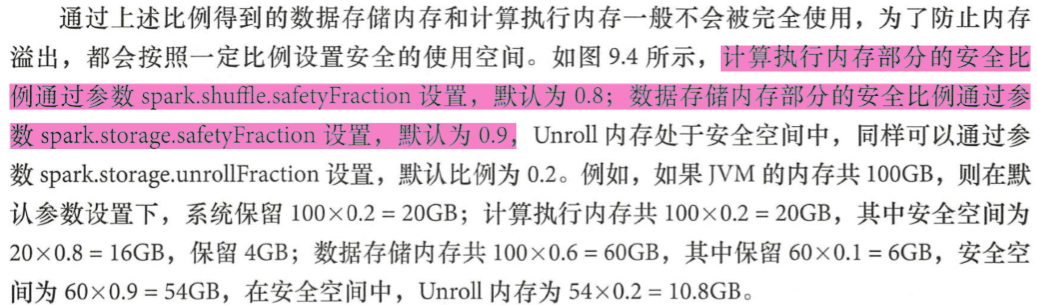 通过上述比例得到的数据存储内存和计算执行内存一般不会被完全使用，为了防止内存
溢出，都会按照一定比例设置安全的使用空间。如图 9.4 所示，计算执行内存部分的安全比
例通过参数 spark.shuffle.safetyFraction 设置，默认为 0.8；数据存储内存部分的安全比例通过参
数 spark.storage.safetyFraction 设置，默认为 0.9，Unroll 内存处于安全空间中，同样可以通过参
数 spark.storage.unrollFraction 设置，默认比例为 0.2。例如，如果 JVM 的内存共 100GB，则在默
认参数设置下，系统保留 100×0.2 = 20GB；计算执行内存共 100×0.2 = 20GB，其中安全空间为
20×0.8 = 16GB，保留 4GB；数据存储内存共 100×0.6 = 60GB，其中保留 60×0.1 = 6GB，安全空
间为 60×0.9 = 54GB，在安全空间中，Unroll 内存为 54×0.2 = 10.8GB。